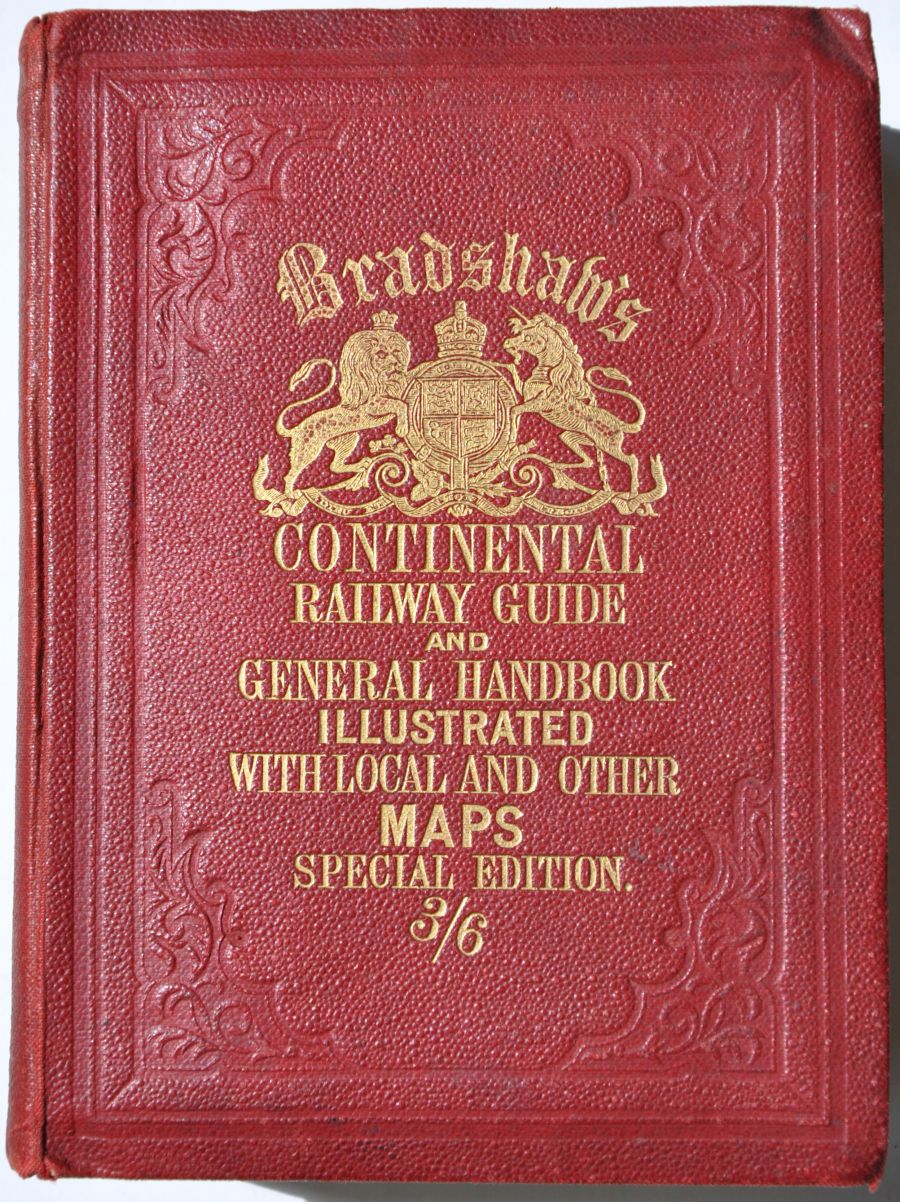 Bradshaw's
CONTINENTAL
RAILWAY GUIDE
AND
GENERAL HANDBOOK
ILLUSTRATED
WITH LOCAL AND OTHER
MAPS
SPECIAL EDITION.
3/6